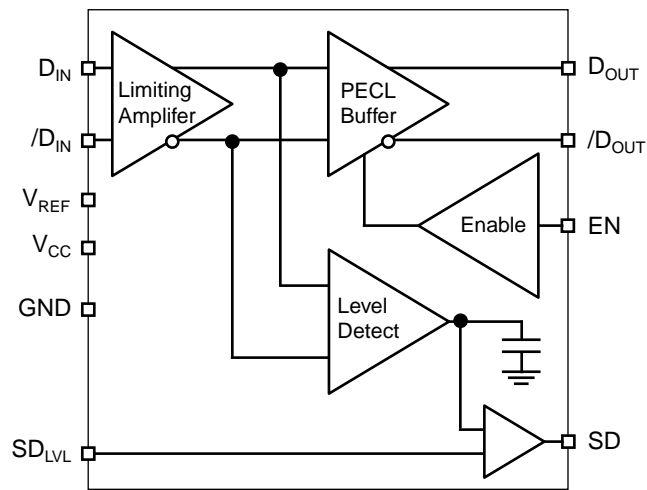 D_IN
Limiting
Amplifer
PECL
Buffer
D_OUT
/D_IN
/D_OUT
V_REF
Enable
EN
V_CC
GND
Level
Detect
SD_LVL
SD